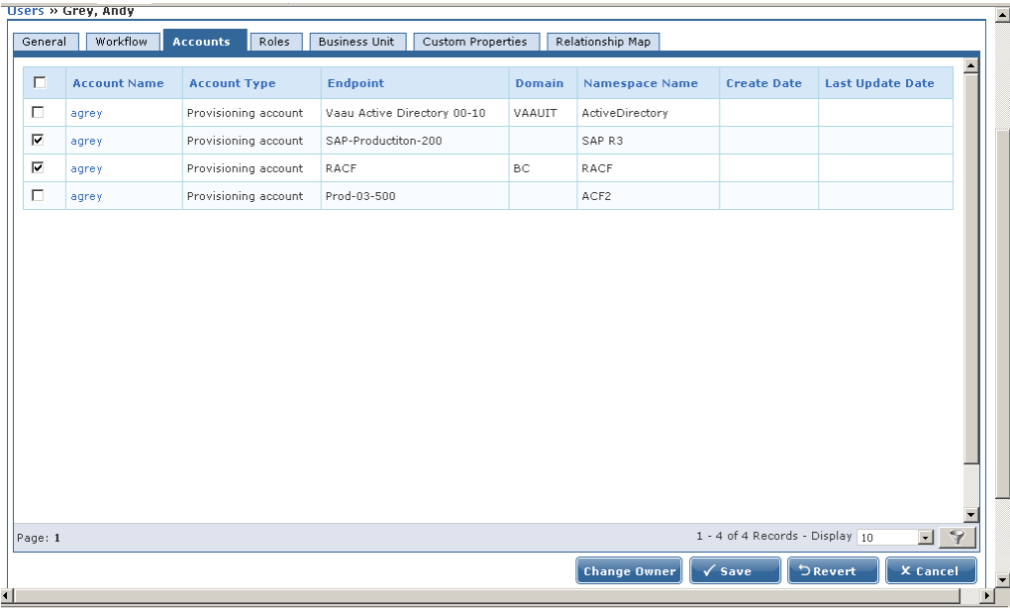 Users » Grey, Andy
General Workflow Accounts Roles Business Unit Custom Properties Relationship Map
Account Name Account Type Endpoint Domain Namespace Name Create Date Last Update Date
agrey Provisioning account Vaau Active Directory 00-10 VAAUIT ActiveDirectory
agrey Provisioning account SAP-Productiton-200 SAP R3
agrey Provisioning account RACF BC RACF
agrey Provisioning account Prod-03-500 ACF2
Page: 1 1 - 4 of 4 Records - Display 10
Change Owner Save Revert Cancel